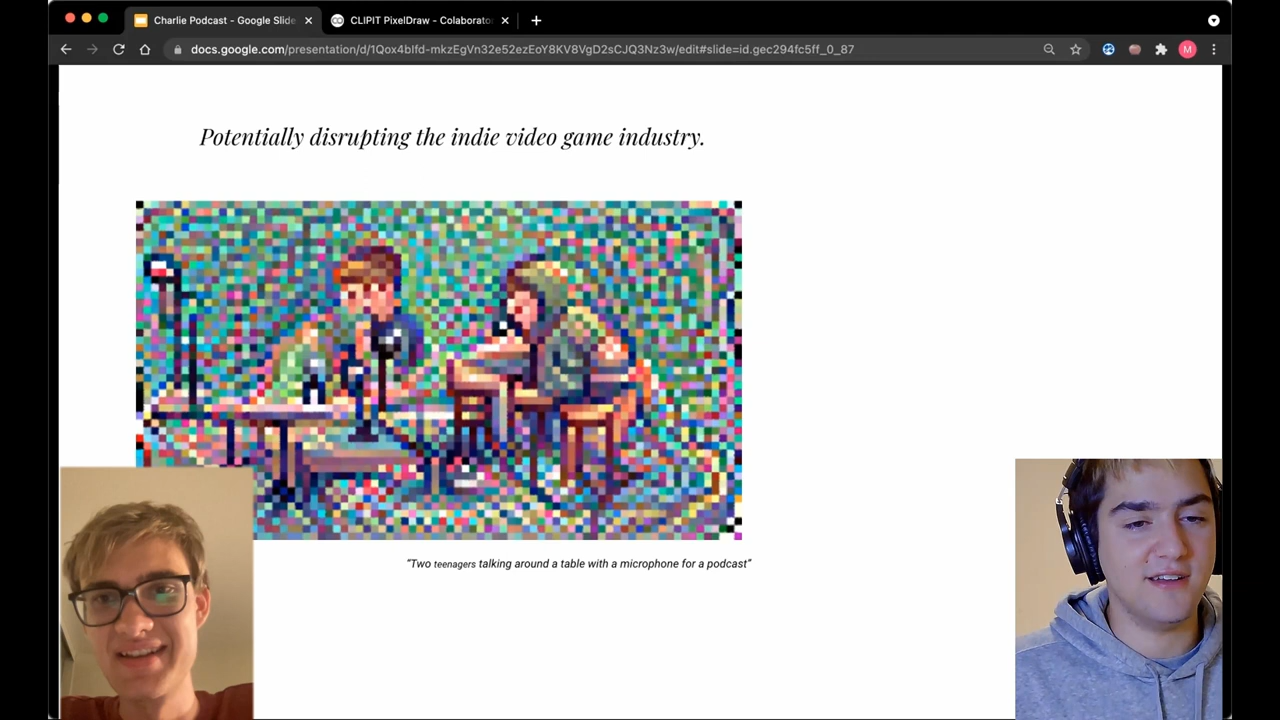 Charlie Podcast - Google Slide
CLIPIT PixelDraw - Colaborato
docs.google.com/presentation/d/1Qox4bIfd-mkzEgVn32e52ezEoY8KV8VgD2sCJQ3Nz3w/edit#slide=id.gec294fc5ff_0_87
M
Potentially disrupting the indie video game industry.
“Two teenagers talking around a table with a microphone for a podcast”